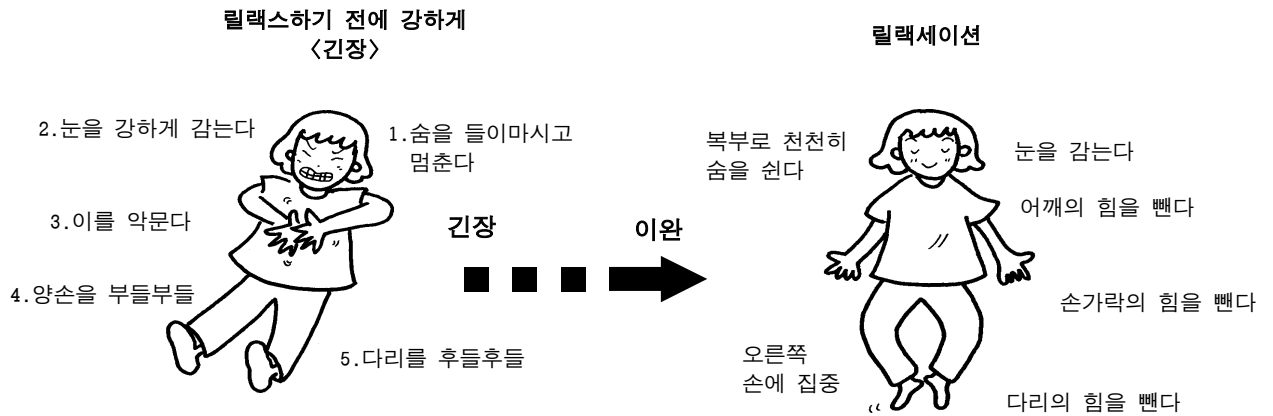 릴랙스하기 전에 강하게
〈긴장〉
2.눈을 강하게 감는다
1.숨을 들이마시고
멈춘다
3.이를 악문다
4.양손을 부들부들
5.다리를 후들후들
긴장
이완
릴랙세이션
복부로 천천히
숨을 쉰다
눈을 감는다
어깨의 힘을 뺀다
손가락의 힘을 뺀다
오른쪽
손에 집중
다리의 힘을 뺀다